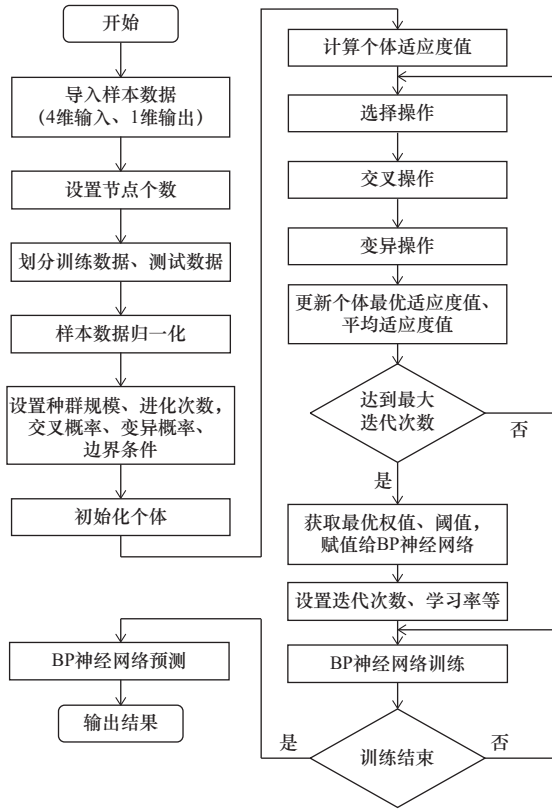 开始
导入样本数据
（4维输入、1维输出）
设置节点个数
划分训练数据、测试数据
样本数据归一化
设置种群规模、进化次数，
交叉概率、变异概率、
边界条件
初始化个体
计算个体适应度值
选择操作
交叉操作
变异操作
更新个体最优适应度值、
平均适应度值
达到最大
迭代次数
否
是
获取最优权值、阈值，
赋值给BP神经网络
设置迭代次数、学习率等
BP神经网络训练
训练结束
否
是
BP神经网络预测
输出结果